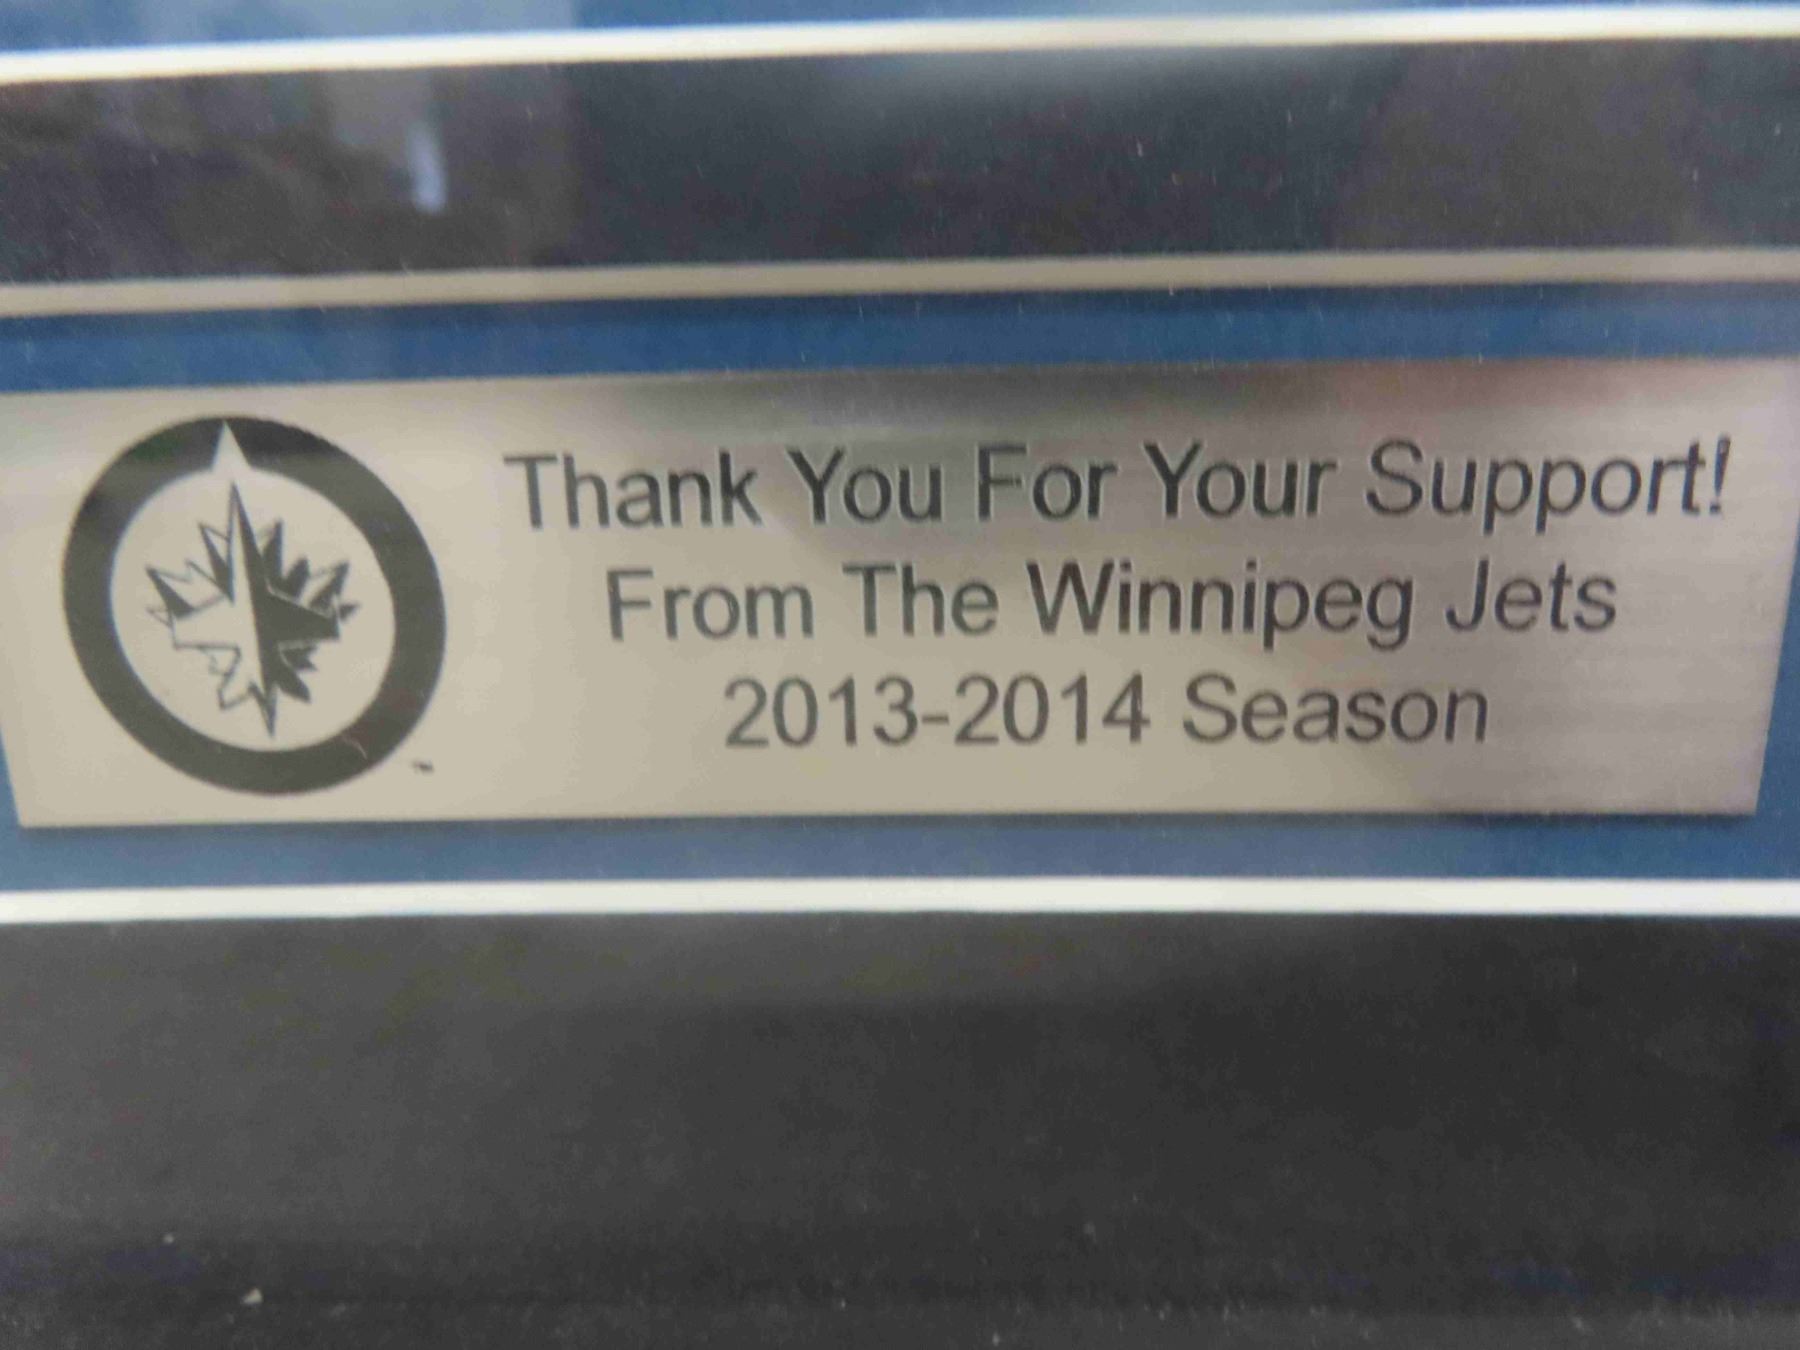 Thank You For Your Support!
From The Winnipeg Jets
2013-2014 Season